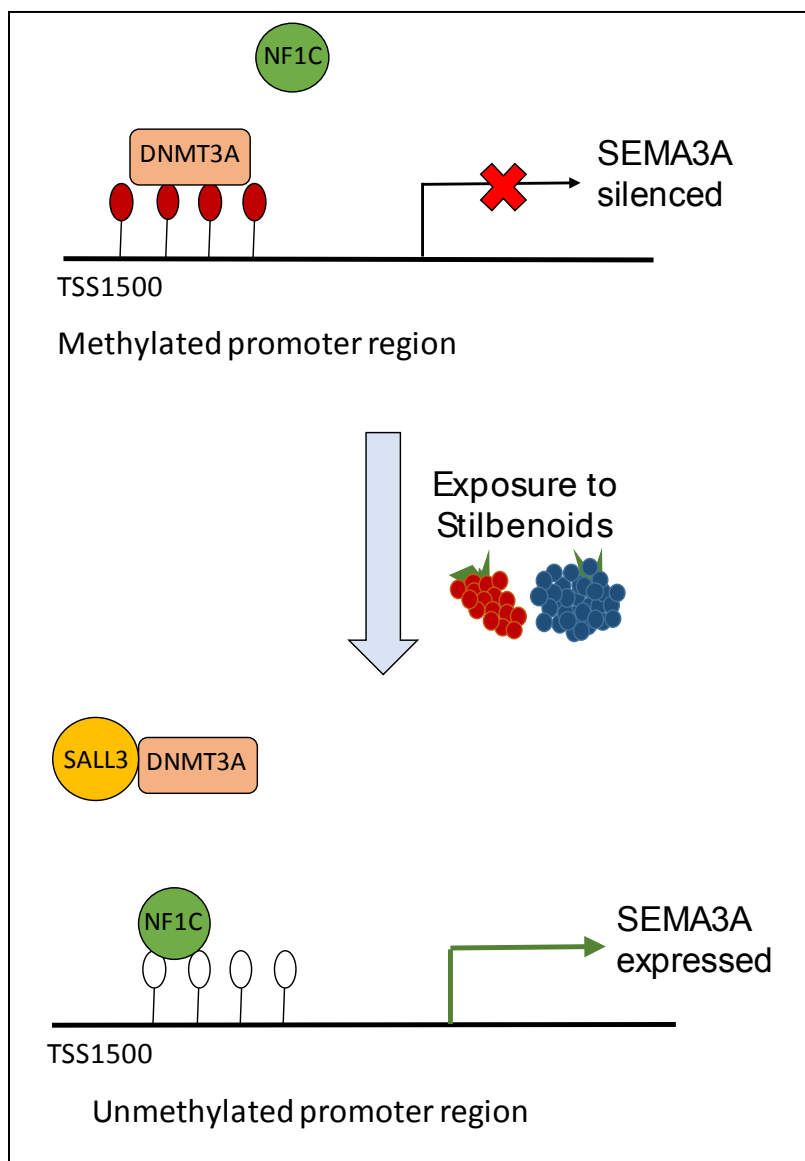 NF1C
DNMT3A
SEMA3A
silenced
TSS1500
Methylated promoter region
Exposure to
Stilbenoids
SALL3
DNMT3A
NF1C
SEMA3A
expressed
TSS1500
Unmethylated promoter region